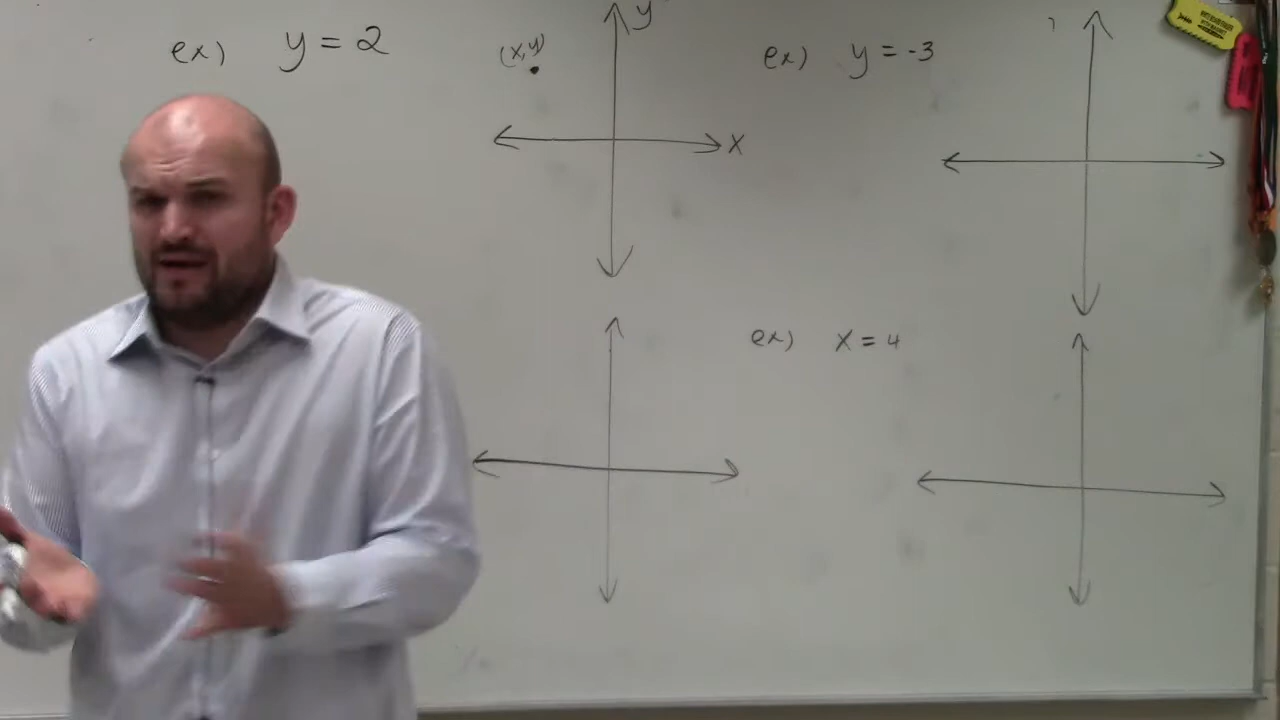 ex) y = 2
(x,y)
y
x
ex) y = -3
ex) x = 4